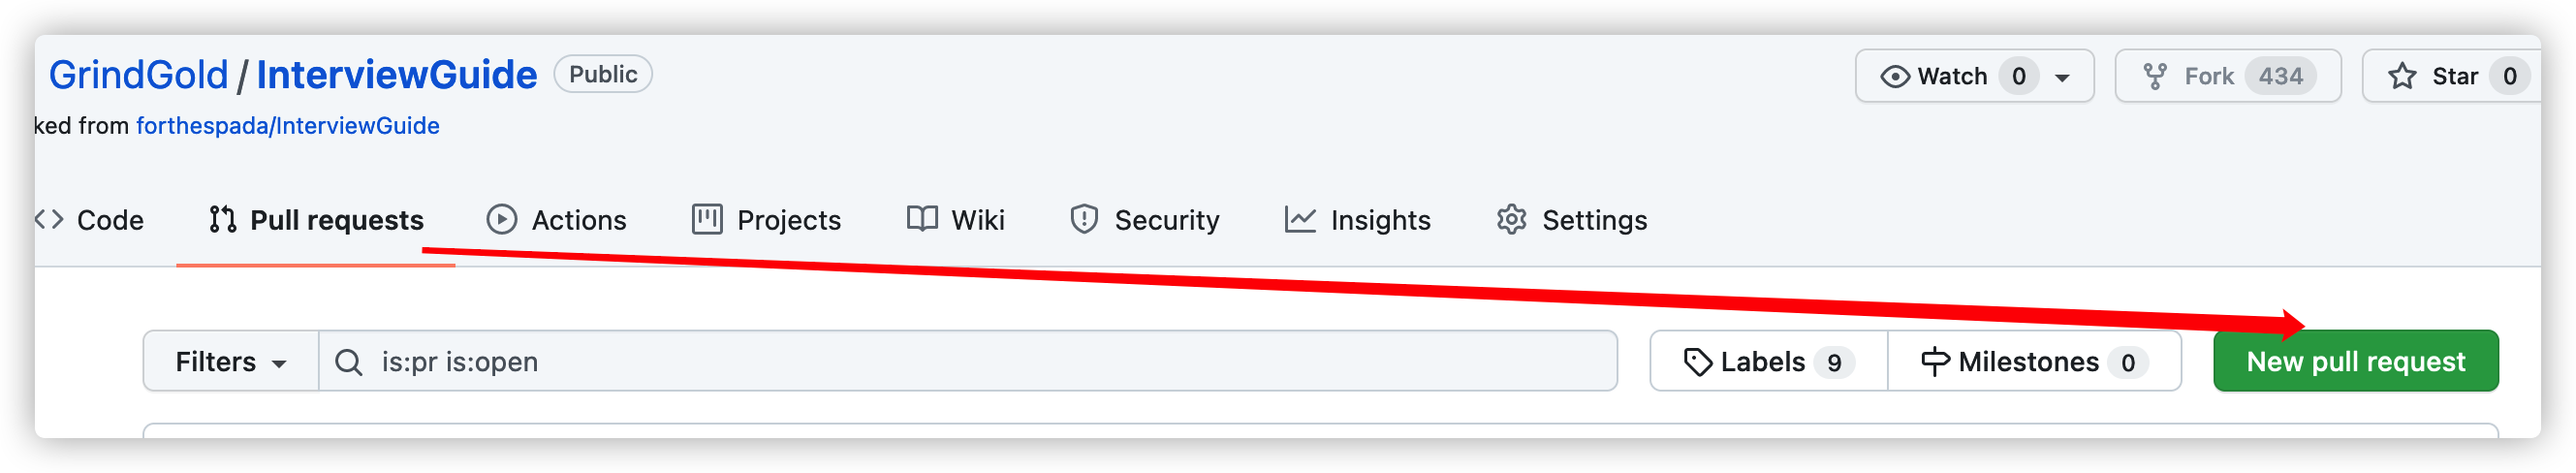 GrindGold / InterviewGuide Public Watch 0 Fork 434 Star 0
ked from forthespada/InterviewGuide
Code Pull requests Actions Projects Wiki Security Insights Settings
Filters is:pr is:open Labels 9 Milestones 0 New pull request